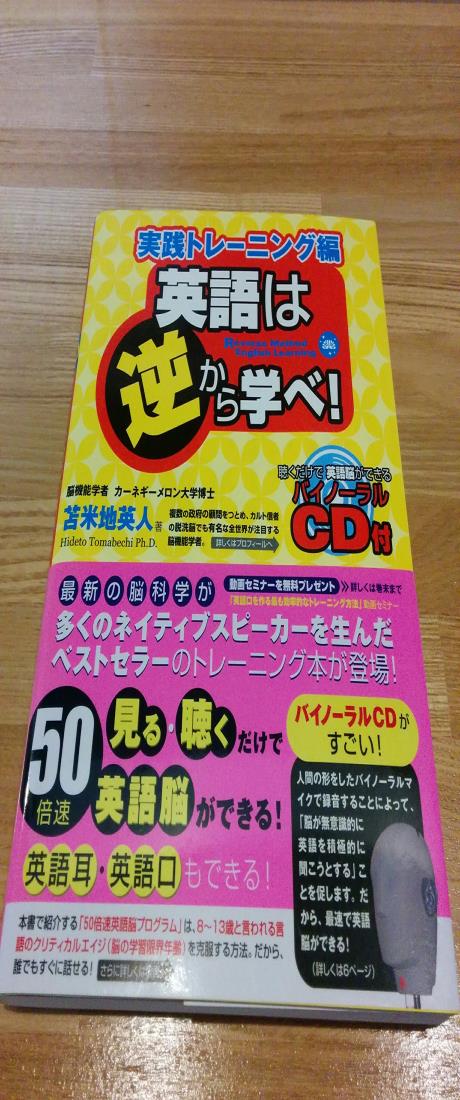 実践トレーニング編
英語は
Reverse Method
English Learning
逆から学べ!
聴くだけで英語脳ができる
バイノーラル
CD付
脳機能学者 カーネギーメロン大学博士
苫米地英人 著
Hideto Tomabechi Ph.D.
複数の政府の顧問をつとめ、カルト信者
の脱洗脳でも有名な全世界が注目する
脳機能学者。 詳しくはプロフィールへ
最新の脳科学が
動画セミナーを無料プレゼント 詳しくは巻末まで
「英語口を作る最も効率的なトレーニング方法」動画セミナー
多くのネイティブスピーカーを生んだ
ベストセラーのトレーニング本が登場!
50倍速
見る・聴くだけで
英語脳ができる!
英語耳・英語口もできる!
バイノーラルCDが
すごい!
人間の形をしたバイノーラルマ
イクで録音することによって、
「脳が無意識的に
英語を積極的に
聞こうとする」こ
とを促します。だ
から、最速で英語
脳ができる!
(詳しくは6ページ)
本書で紹介する「50倍速英語脳プログラム」は、8〜13歳と言われる言
語のクリティカルエイジ(脳の学習限界年齢)を克服する方法。だから、
誰でもすぐに話せる! さらに詳しくは